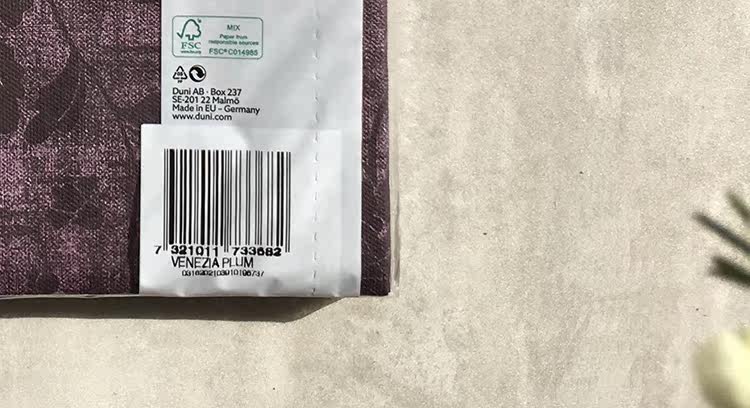 FSC
MIX
Paper from
responsible sources
FSC® C014985
Duni AB · Box 237
SE-201 22 Malmö
Made in EU – Germany
www.duni.com
7 321011 733682
VENEZIA PLUM